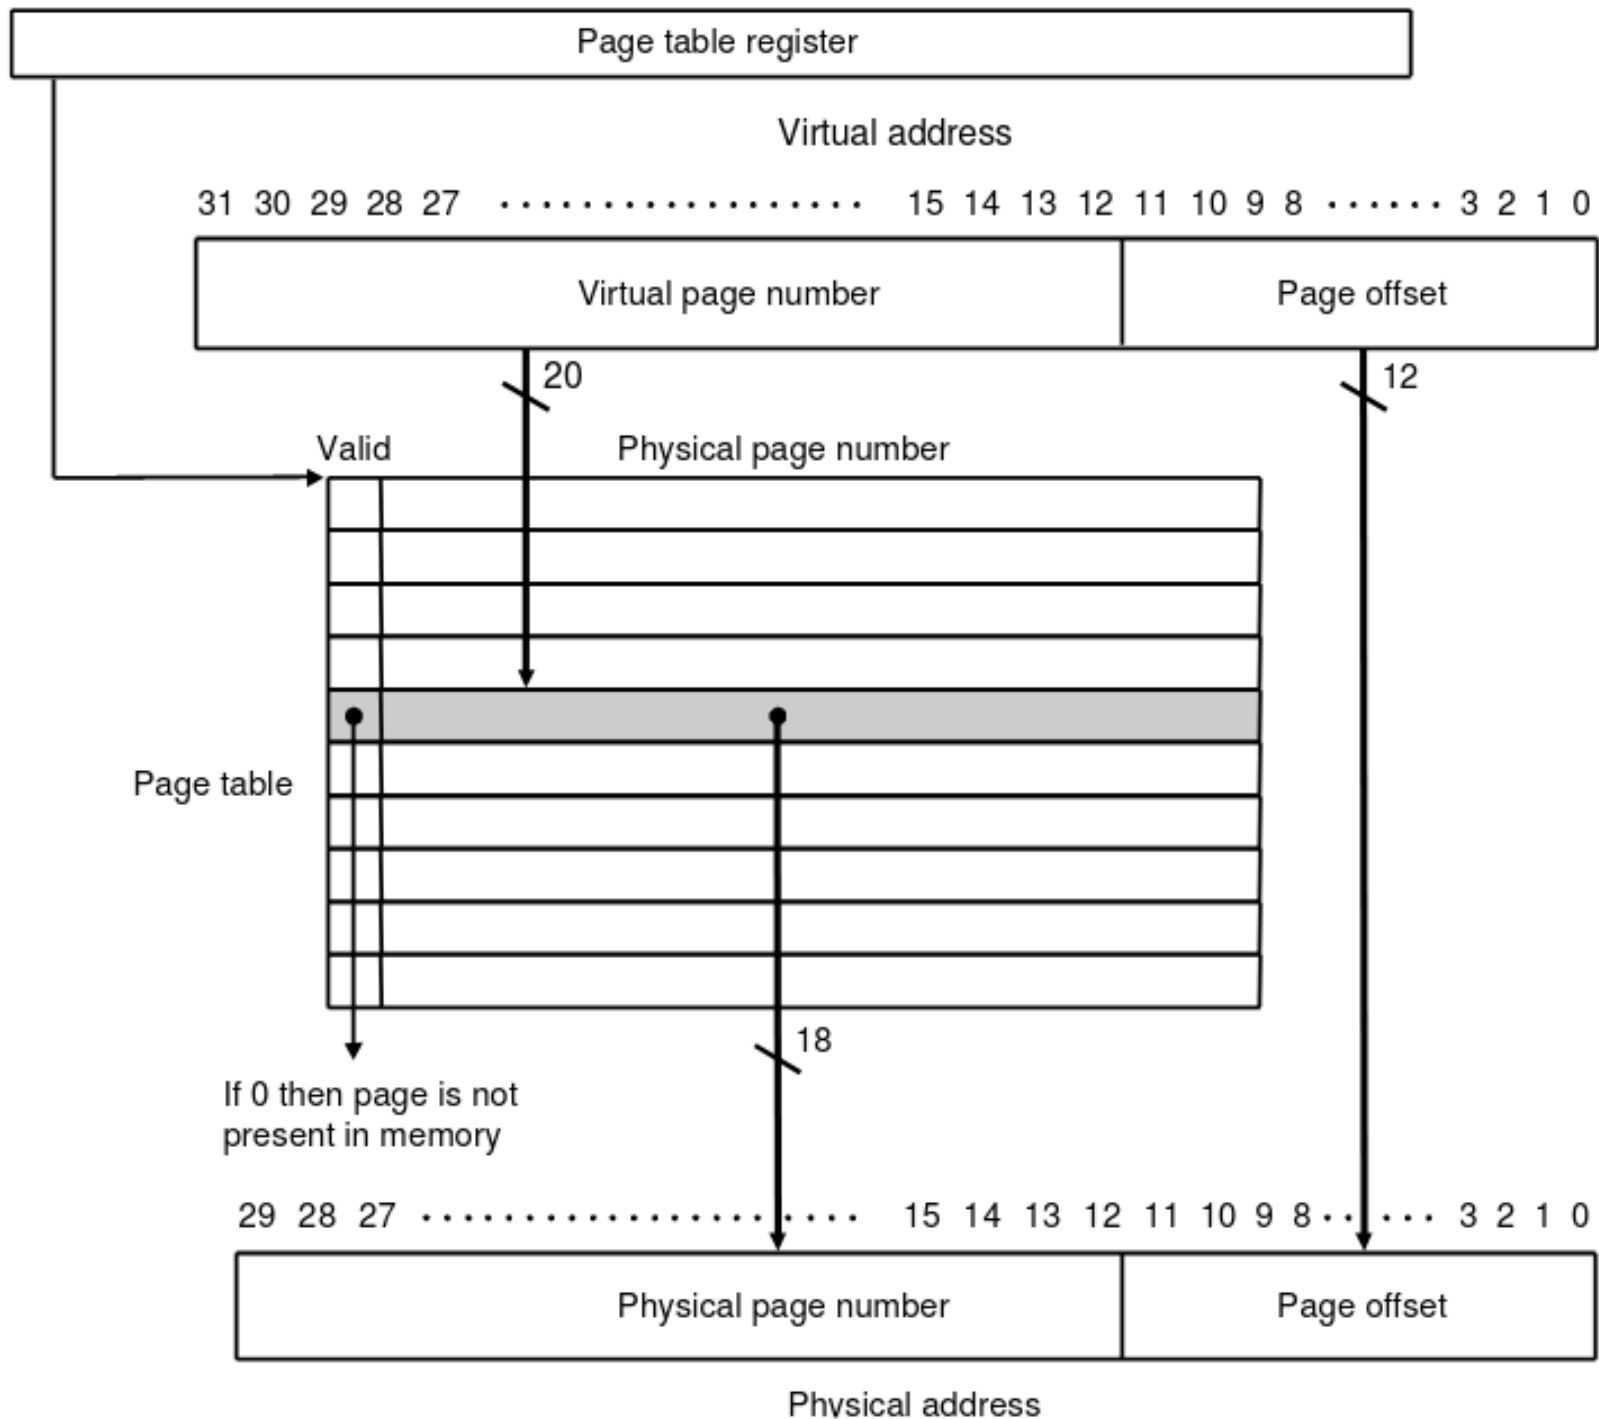 Page table register
Virtual address
31 30 29 28 27 .................. 15 14 13 12 11 10 9 8 ...... 3 2 1 0
Virtual page number Page offset
20 12
Valid Physical page number
Page table
18
If 0 then page is not
present in memory
29 28 27 ........................ 15 14 13 12 11 10 9 8 ...... 3 2 1 0
Physical page number Page offset
Physical address